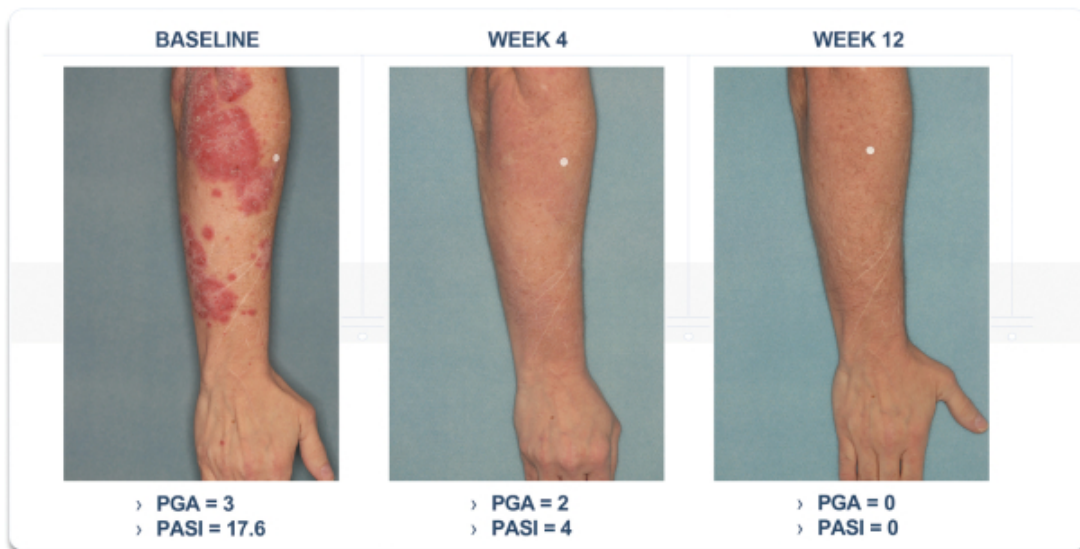 BASELINE
WEEK 4
WEEK 12
› PGA = 3
› PASI = 17.6
› PGA = 2
› PASI = 4
› PGA = 0
› PASI = 0